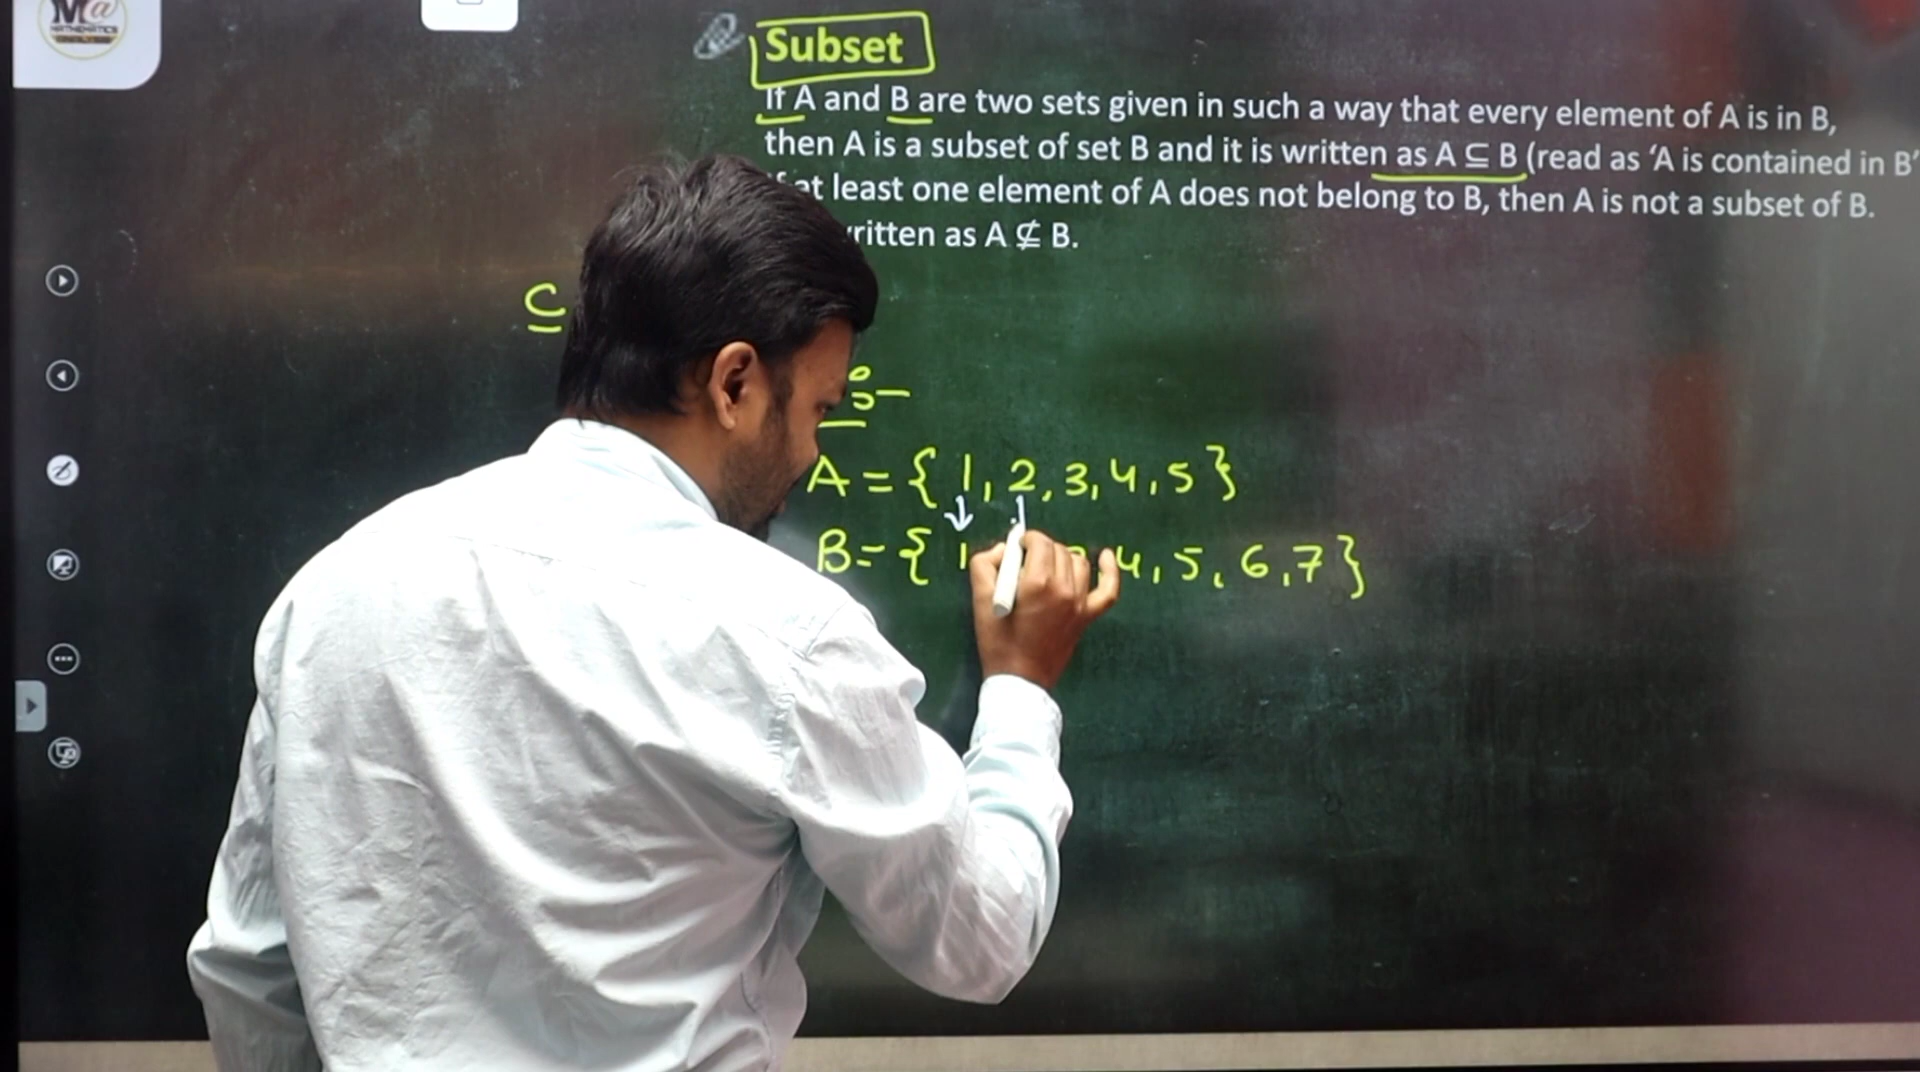 M@
MATHEMATICS
Subset
If A and B are two sets given in such a way that every element of A is in B,
then A is a subset of set B and it is written as A ⊆ B (read as ‘A is contained in B’
at least one element of A does not belong to B, then A is not a subset of B.
written as A ⊈ B.
⊆
A = { 1, 2, 3, 4, 5 }
B = { 1 4, 5, 6, 7 }